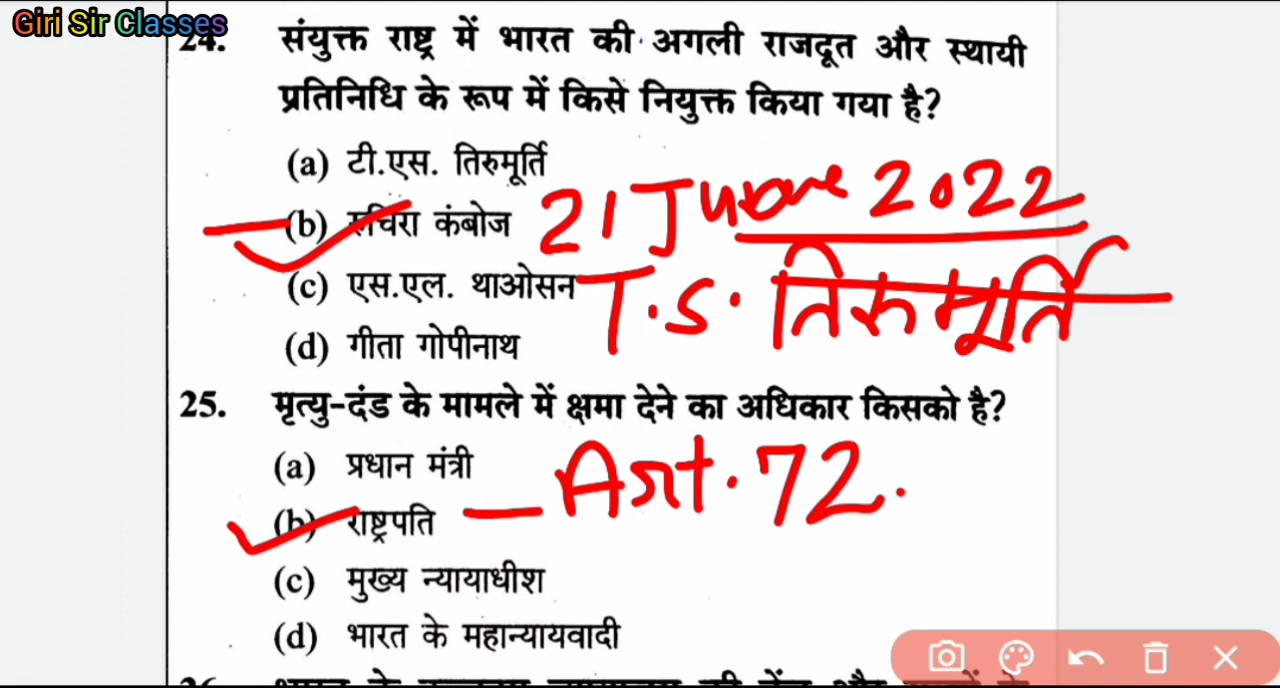 Giri Sir Classes
24. संयुक्त राष्ट्र में भारत की अगली राजदूत और स्थायी
प्रतिनिधि के रूप में किसे नियुक्त किया गया है?
(a) टी.एस. तिरुमूर्ति
(b) रुचिरा कंबोज
21 June 2022
(c) एस.एल. थाओसन
T.S. तिरुमूर्ति
(d) गीता गोपीनाथ
25. मृत्यु-दंड के मामले में क्षमा देने का अधिकार किसको है?
(a) प्रधान मंत्री
(b) राष्ट्रपति – Art. 72.
(c) मुख्य न्यायाधीश
(d) भारत के महान्यायवादी